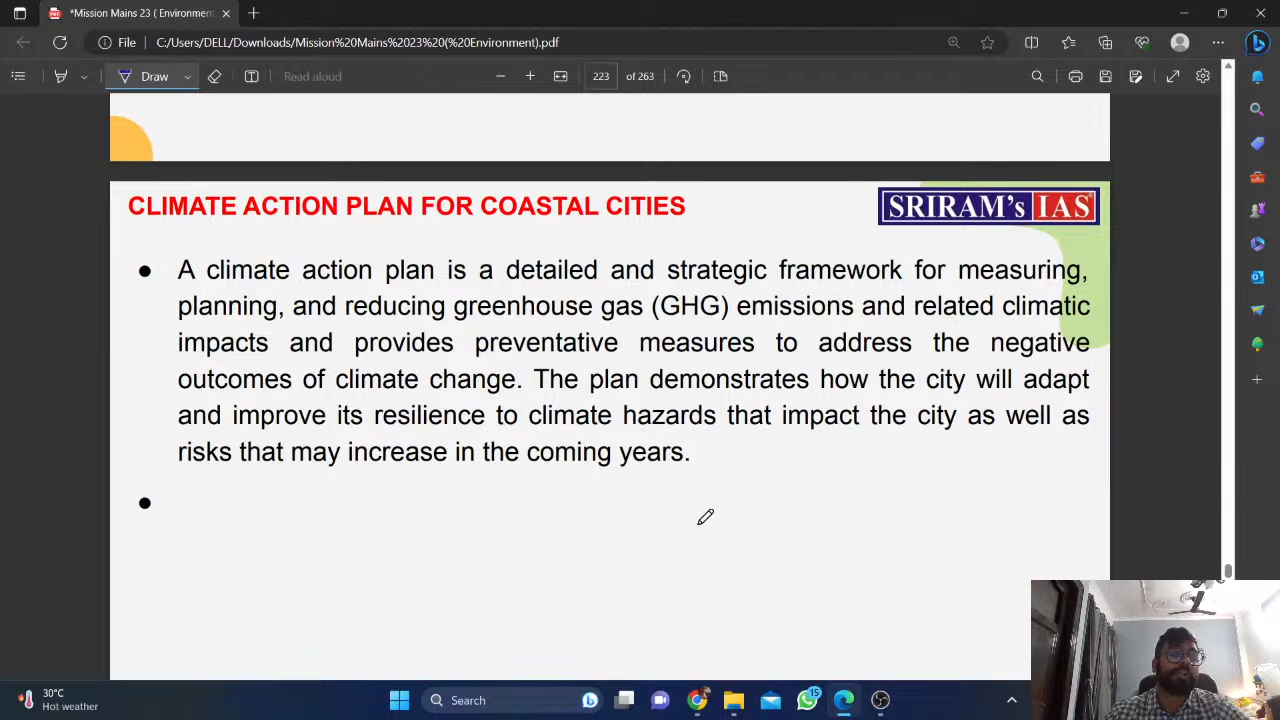 *Mission Mains 23 ( Environment
File
C:/Users/DELL/Downloads/Mission%20Mains%2023%20(%20Environment).pdf
Draw
Read aloud
223 of 263
CLIMATE ACTION PLAN FOR COASTAL CITIES
SRIRAM's IAS
● A climate action plan is a detailed and strategic framework for measuring,
planning, and reducing greenhouse gas (GHG) emissions and related climatic
impacts and provides preventative measures to address the negative
outcomes of climate change. The plan demonstrates how the city will adapt
and improve its resilience to climate hazards that impact the city as well as
risks that may increase in the coming years.
●
30°C
Hot weather
Search
15